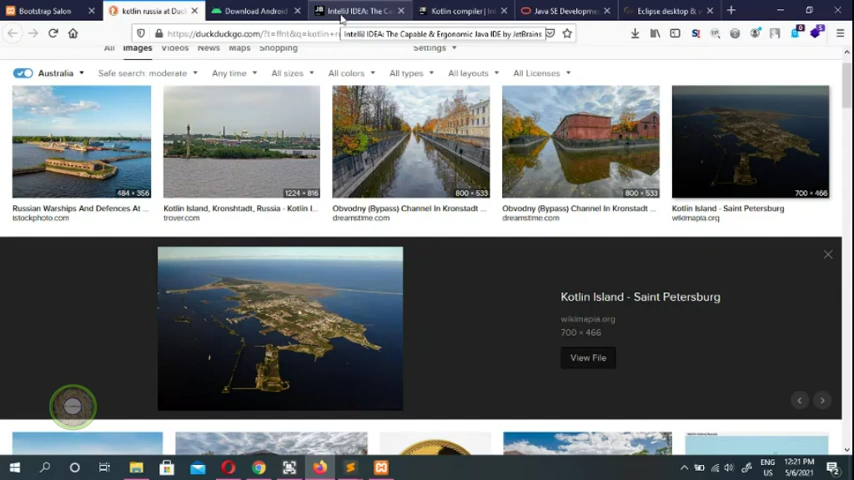 Bootstrap Salon
kotlin russia at Duc
Download Android
IntelliJ IDEA: The Ca
Kotlin compiler | Int
Java SE Developme
Eclipse desktop & w
https://duckduckgo.com/?t=ffnt&q=kotlin+r
IntelliJ IDEA: The Capable & Ergonomic Java IDE by JetBrains
All
Images
Videos
News
Maps
Shopping
Settings
Australia
Safe search: moderate
Any time
All sizes
All colors
All types
All layouts
All Licenses
484 × 356
1224 × 816
800 × 533
800 × 533
700 × 466
Russian Warships And Defences At ...
Kotlin Island, Kronshtadt, Russia - Kotlin I...
Obvodny (Bypass) Channel In Kronstadt ...
Obvodny (Bypass) Channel In Kronstadt ...
Kotlin Island - Saint Petersburg
istockphoto.com
trover.com
dreamstime.com
dreamstime.com
wikimapia.org
Kotlin Island - Saint Petersburg
wikimapia.org
700 × 466
View File
ENG
US
12:21 PM
5/6/2021
2